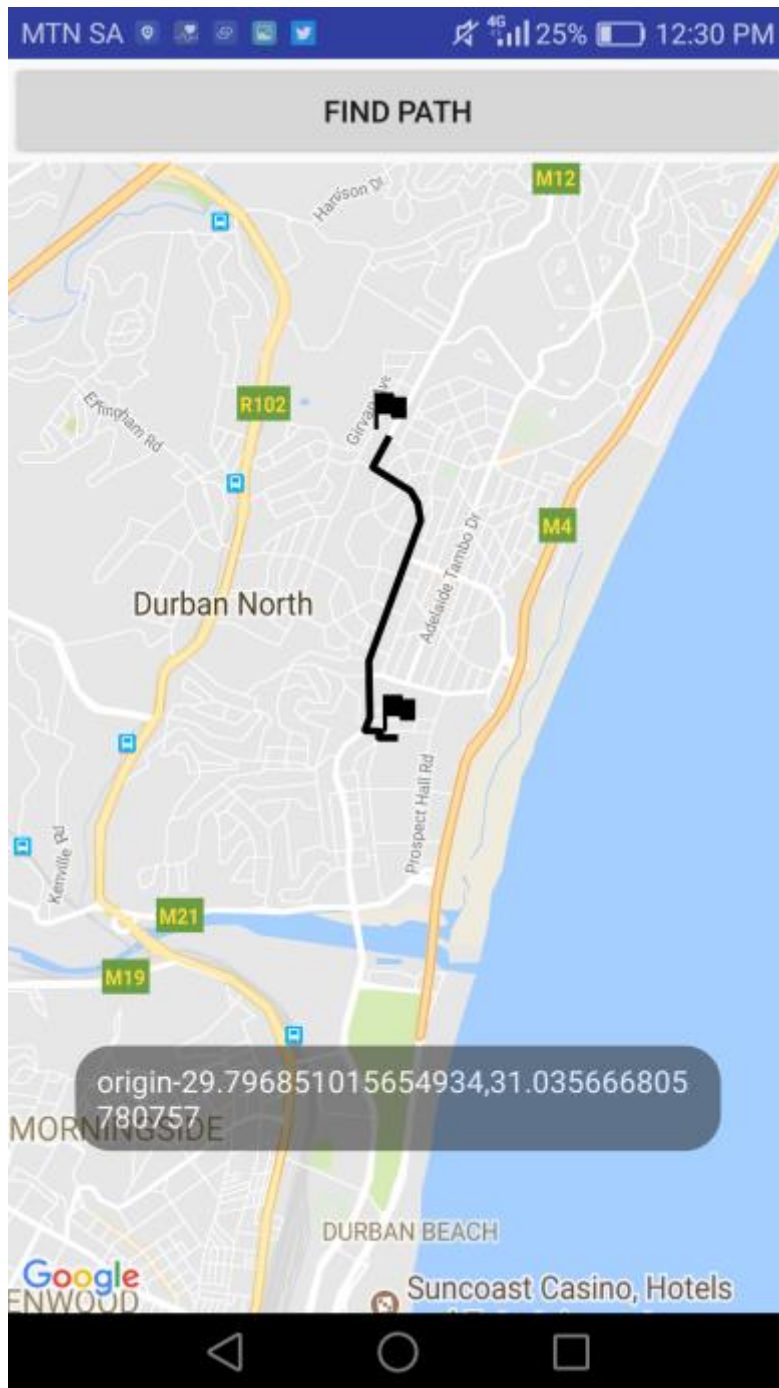 MTN SA 4G 25% 12:30 PM
FIND PATH
M12
Harrison Dr
R102
Girvan Ave
Effingham Rd
M4
Adelaide Tambo Dr
Durban North
Prospect Hall Rd
Kenville Rd
M21
M19
origin-29.796851015654934,31.035666805
780757
MORNINGSIDE
DURBAN BEACH
Google
ENWOOD
Suncoast Casino, Hotels